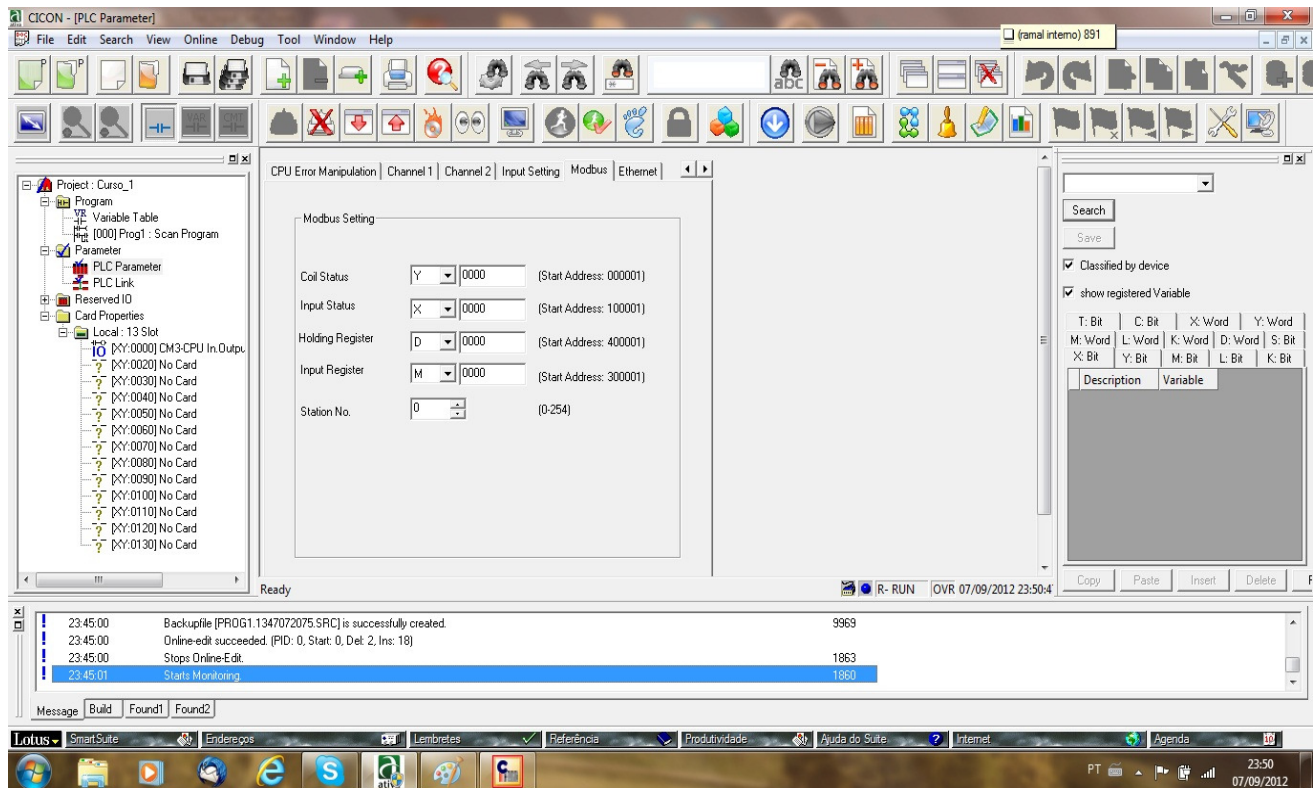 CICON - [PLC Parameter]
(ramal interno) 891
File Edit Search View Online Debug Tool Window Help
abc
VAR
CMT
Project : Curso_1
Program
Variable Table
[000] Prog1 : Scan Program
Parameter
PLC Parameter
PLC Link
Reserved IO
Card Properties
Local : 13 Slot
[XY:0000] CM3-CPU In.Outpu
[XY:0020] No Card
[XY:0030] No Card
[XY:0040] No Card
[XY:0050] No Card
[XY:0060] No Card
[XY:0070] No Card
[XY:0080] No Card
[XY:0090] No Card
[XY:0100] No Card
[XY:0110] No Card
[XY:0120] No Card
[XY:0130] No Card
CPU Error Manipulation Channel 1 Channel 2 Input Setting Modbus Ethernet
Modbus Setting
Coil Status Y 0000 (Start Address: 000001)
Input Status X 0000 (Start Address: 100001)
Holding Register D 0000 (Start Address: 400001)
Input Register M 0000 (Start Address: 300001)
Station No. 0 (0-254)
Ready R- RUN OVR 07/09/2012 23:50:4
Search
Save
Classified by device
show registered Variable
T: Bit C: Bit X: Word Y: Word
M: Word L: Word K: Word D: Word S: Bit
X: Bit Y: Bit M: Bit L: Bit K: Bit
Description Variable
Copy Paste Insert Delete
23:45:00 Backupfile [PROG1.1347072075.SRC] is successfully created. 9969
23:45:00 Online-edit succeeded. (PID: 0, Start: 0, Del: 2, Ins: 18)
23:45:00 Stops Online-Edit. 1863
23:45:01 Starts Monitoring. 1860
Message Build Found1 Found2
Lotus SmartSuite Endereços Lembretes Referência Produtividade Ajuda do Suite Internet Agenda 10
PT 23:50
07/09/2012